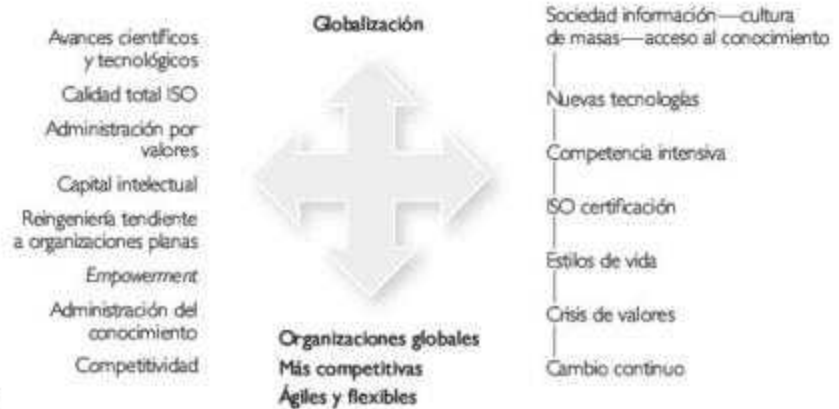 Avances científicos
y tecnológicos
Calidad total ISO
Administración por
valores
Capital intelectual
Reingeniería tendiente
a organizaciones planas
Empowerment
Administración del
conocimiento
Competitividad
Globalización
Organizaciones globales
Más competitivas
Ágiles y flexibles
Sociedad información—cultura
de masas—acceso al conocimiento
Nuevas tecnologías
Competencia intensiva
ISO certificación
Estilos de vida
Crisis de valores
Cambio continuo